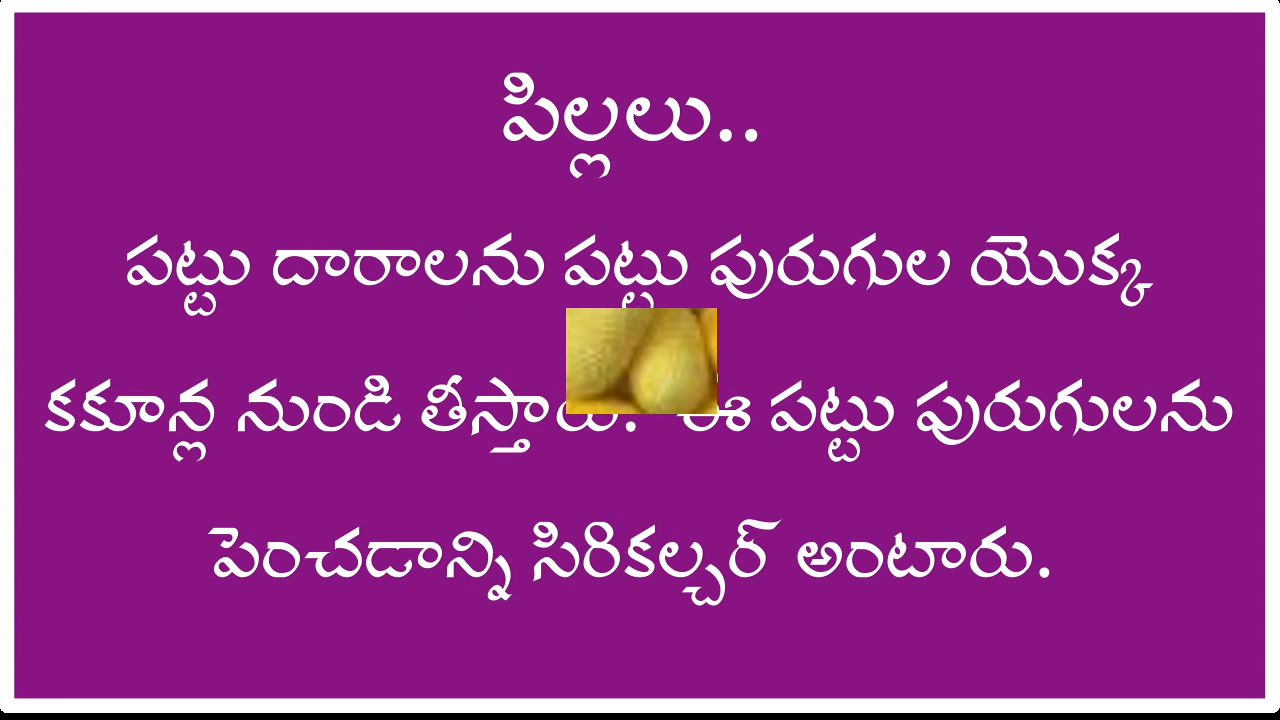 పిల్లలు..
పట్టు దారాలను పట్టు పురుగుల యొక్క
కకూన్ల నుండి తీస్తారు. ఈ పట్టు పురుగులను
పెంచడాన్ని సిరికల్చర్ అంటారు.